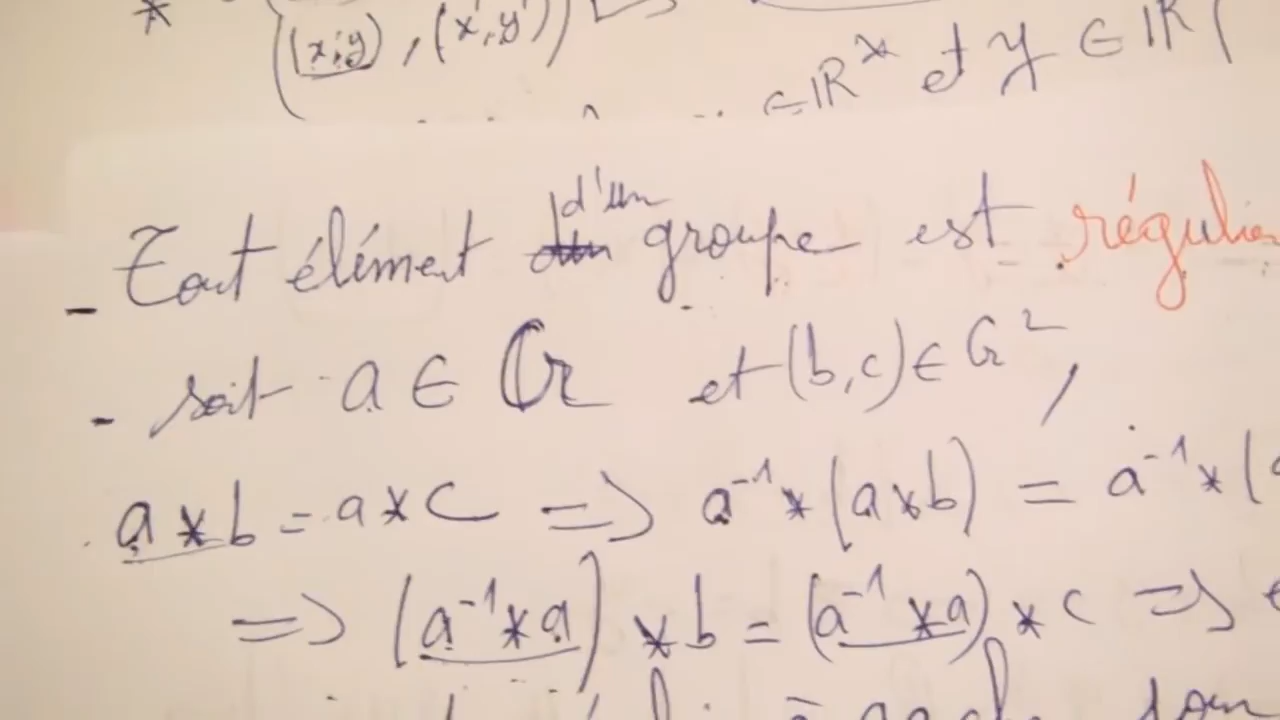 * ((x,y), (x',y'))
∈ ℝ* et y ∈ ℝ
- Tout élément d'un groupe est régulier
- soit a ∈ G et (b,c) ∈ G²,
a * b = a * c => a⁻¹ * (a * b) = a⁻¹ * (
=> (a⁻¹ * a) * b = (a⁻¹ * a) * c =>